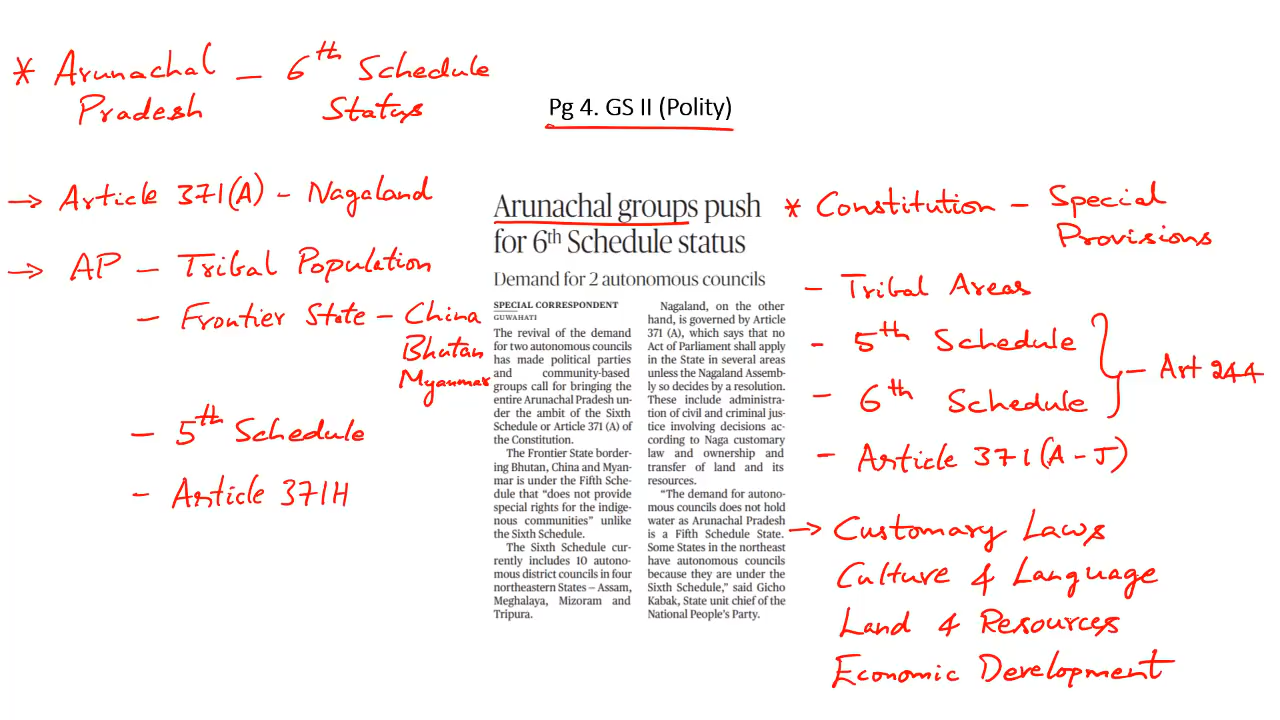 * Arunachal – 6th Schedule
Pradesh Status
Pg 4. GS II (Polity)
→ Article 371(A) – Nagaland
→ AP – Tribal Population
– Frontier State – China
Bhutan
Myanmar
– 5th Schedule
– Article 371H
Arunachal groups push
for 6th Schedule status
Demand for 2 autonomous councils
SPECIAL CORRESPONDENT
GUWAHATI
The revival of the demand
for two autonomous councils
has made political parties
and community-based
groups call for bringing the
entire Arunachal Pradesh un-
der the ambit of the Sixth
Schedule or Article 371 (A) of
the Constitution.
The Frontier State border-
ing Bhutan, China and Myan-
mar is under the Fifth Sche-
dule that “does not provide
special rights for the indige-
nous communities” unlike
the Sixth Schedule.
The Sixth Schedule cur-
rently includes 10 autono-
mous district councils in four
northeastern States – Assam,
Meghalaya, Mizoram and
Tripura.
Nagaland, on the other
hand, is governed by Article
371 (A), which says that no
Act of Parliament shall apply
in the State in several areas
unless the Nagaland Assemb-
ly so decides by a resolution.
These include administra-
tion of civil and criminal jus-
tice involving decisions ac-
cording to Naga customary
law and ownership and
transfer of land and its
resources.
“The demand for autono-
mous councils does not hold
water as Arunachal Pradesh
is a Fifth Schedule State.
Some States in the northeast
have autonomous councils
because they are under the
Sixth Schedule,” said Gicho
Kabak, State unit chief of the
National People’s Party.
* Constitution – Special
Provisions
– Tribal Areas
– 5th Schedule
– 6th Schedule
– Art 244
– Article 371(A–J)
→ Customary Laws
Culture & Language
Land & Resources
Economic Development